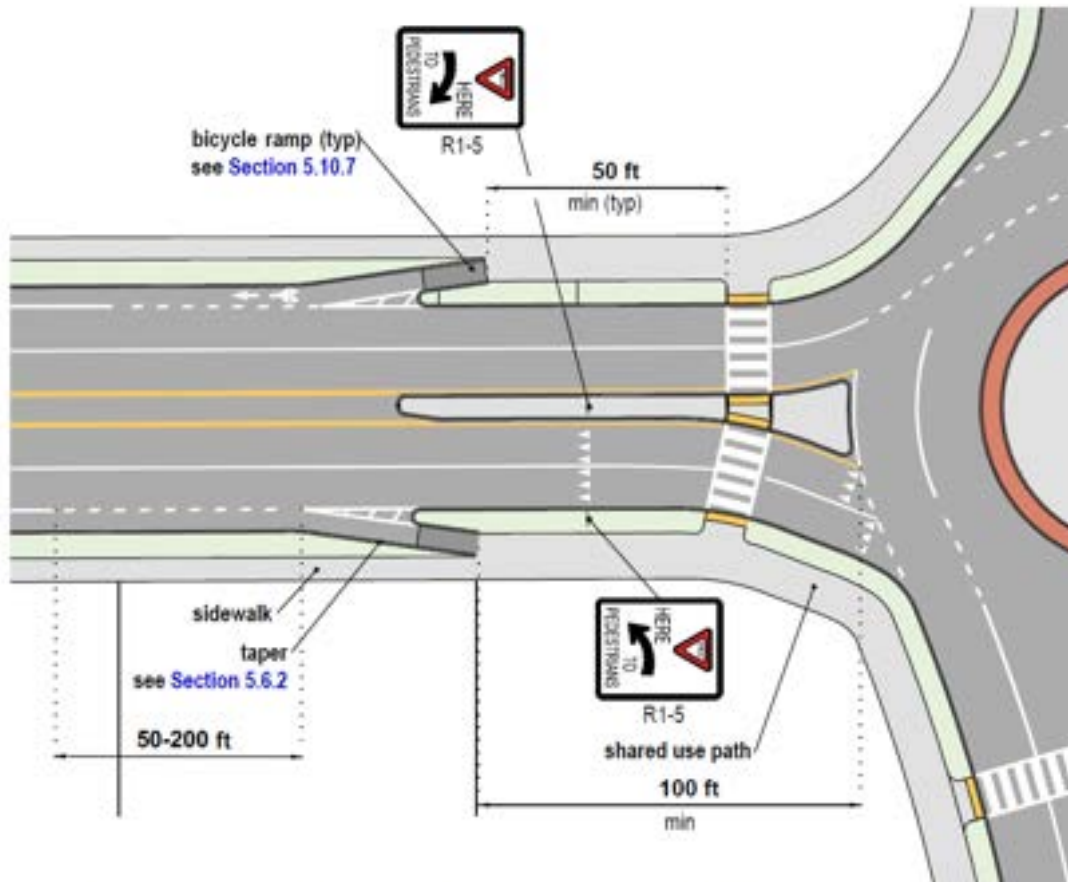 HERE
TO
PEDESTRIANS
R1-5
bicycle ramp (typ)
see Section 5.10.7
50 ft
min (typ)
sidewalk
taper
see Section 5.6.2
50-200 ft
HERE
TO
PEDESTRIANS
R1-5
shared use path
100 ft
min